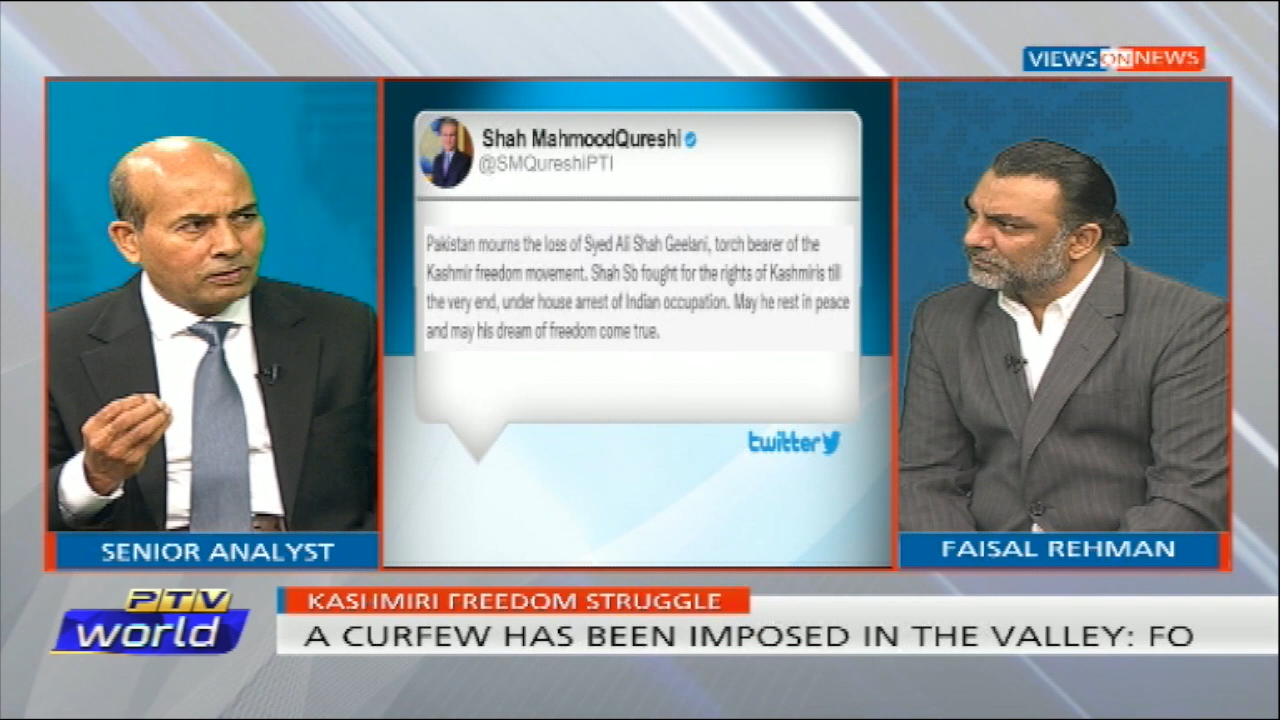 VIEWS ON NEWS
Shah MahmoodQureshi
@SMQureshiPTI
Pakistan mourns the loss of Syed Ali Shah Geelani, torch bearer of the
Kashmir freedom movement. Shah Sb fought for the rights of Kashmiris till
the very end, under house arrest of Indian occupation. May he rest in peace
and may his dream of freedom come true.
twitter
SENIOR ANALYST
FAISAL REHMAN
PTV
world
KASHMIRI FREEDOM STRUGGLE
A CURFEW HAS BEEN IMPOSED IN THE VALLEY: FO